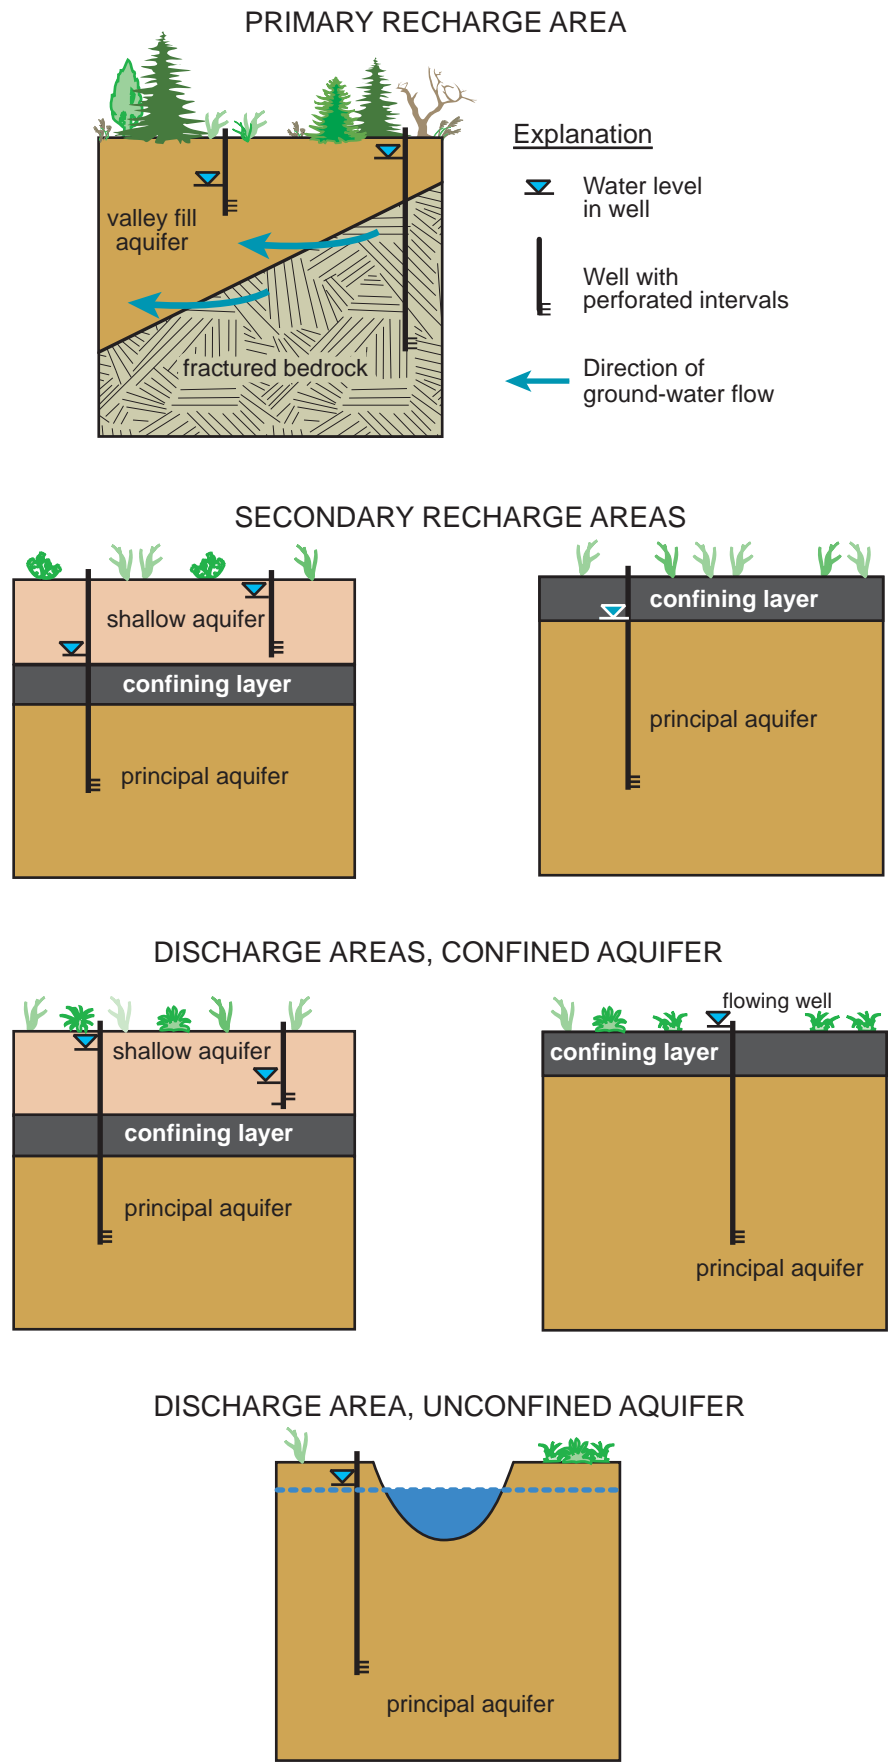 PRIMARY RECHARGE AREA
valley fill
aquifer
fractured bedrock
Explanation
Water level
in well
Well with
perforated intervals
Direction of
ground-water flow
SECONDARY RECHARGE AREAS
shallow aquifer
confining layer
principal aquifer
confining layer
principal aquifer
DISCHARGE AREAS, CONFINED AQUIFER
shallow aquifer
confining layer
principal aquifer
flowing well
confining layer
principal aquifer
DISCHARGE AREA, UNCONFINED AQUIFER
principal aquifer